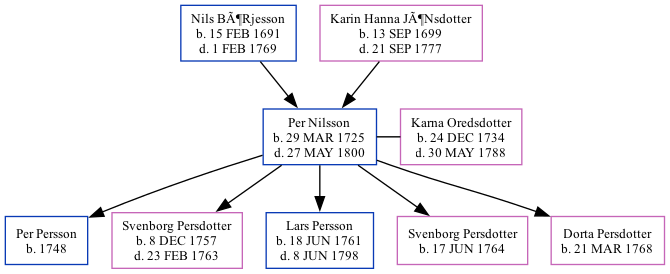 Nils BÃ¶Rjesson
b. 15 FEB 1691
d. 1 FEB 1769
Karin Hanna JÃ¶Nsdotter
b. 13 SEP 1699
d. 21 SEP 1777
Per Nilsson
b. 29 MAR 1725
d. 27 MAY 1800
Karna Oredsdotter
b. 24 DEC 1734
d. 30 MAY 1788
Per Persson
b. 1748
Svenborg Persdotter
b. 8 DEC 1757
d. 23 FEB 1763
Lars Persson
b. 18 JUN 1761
d. 8 JUN 1798
Svenborg Persdotter
b. 17 JUN 1764
Dorta Persdotter
b. 21 MAR 1768